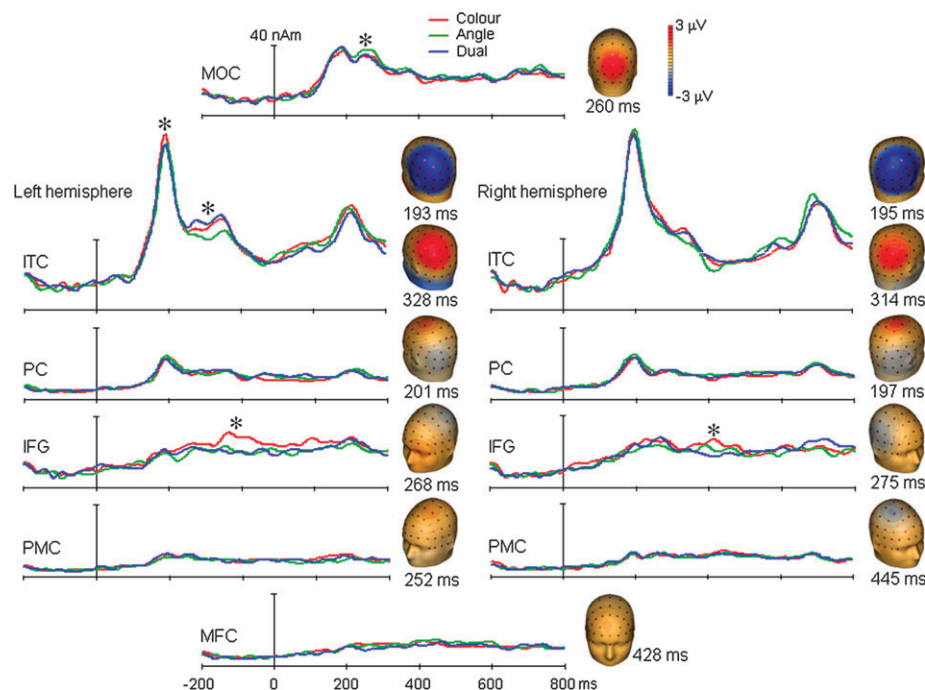 Colour
Angle
Dual
40 nAm
*
MOC
3 µV
-3 µV
260 ms
*
Left hemisphere
*
193 ms
ITC
328 ms
Right hemisphere
195 ms
ITC
314 ms
PC
201 ms
PC
197 ms
IFG
*
268 ms
IFG
*
275 ms
PMC
252 ms
PMC
445 ms
MFC
428 ms
-200 0 200 400 600 800 ms